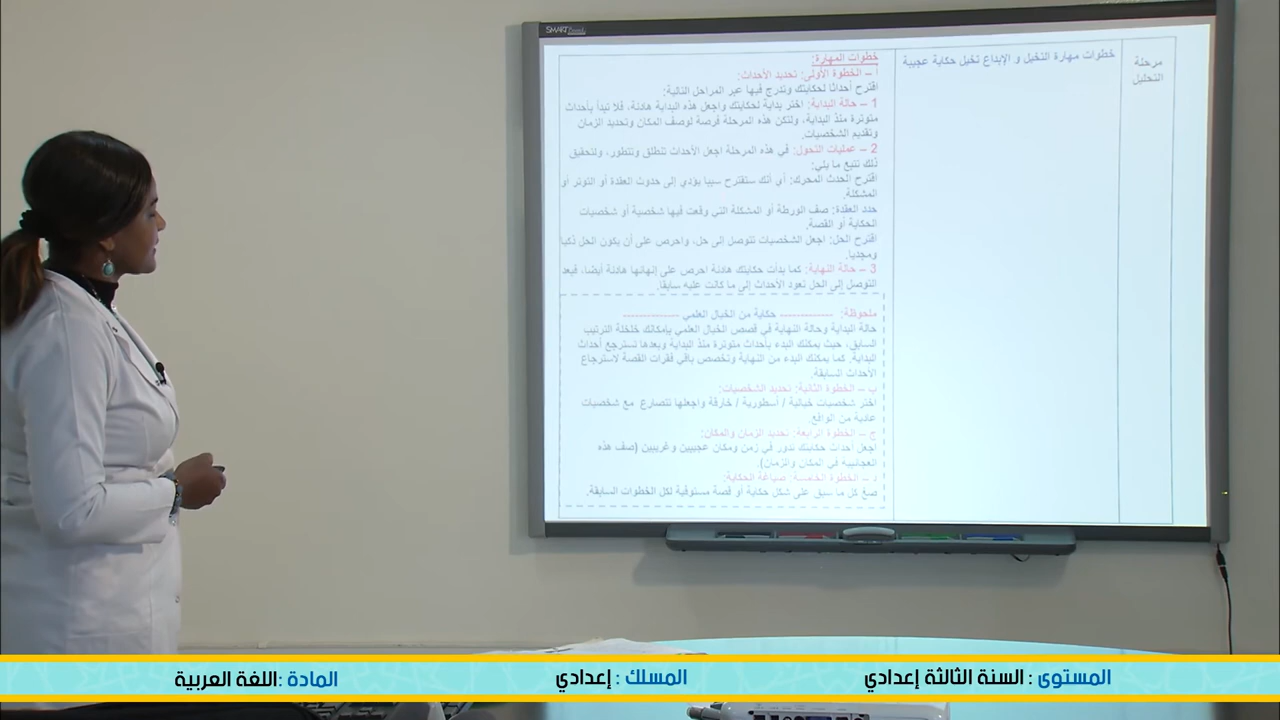 SMART Board
مرحلة
التحليل
خطوات مهارة التخيل و الإبداع تخيل حكاية عجيبة
خطوات المهارة:
أ – الخطوة الأولى: تحديد الأحداث:
اقترح أحداثا لحكايتك وتدرج فيها عبر المراحل التالية:
1 – حالة البداية: اختر بداية لحكايتك واجعل هذه البداية هادئة، فلا تبدأ بأحداث
متوترة منذ البداية، ولتكن هذه المرحلة فرصة لوصف المكان وتحديد الزمان
وتقديم الشخصيات.
2 – عمليات التحول: في هذه المرحلة اجعل الأحداث تنطلق وتتطور، ولتحقيق
ذلك تتبع ما يلي:
اقترح الحدث المحرك: أو أنك ستقترح سببا يؤدي إلى حدوث العقدة أو التوتر أو
المشكلة.
حدد العقدة: صف الورطة أو المشكلة التي وقعت فيها شخصية أو شخصيات
الحكاية أو القصة.
اقترح الحل: اجعل الشخصيات تتوصل إلى حل، واحرص على أن يكون الحل ذكيا
ومجديا.
3 – حالة النهاية: كما بدأت حكايتك هادئة احرص على إنهائها هادئة أيضا، فبعد
التوصل إلى الحل تعود الأحداث إلى ما كانت عليه سابقا.
ملحوظة: ------------- حكاية من الخيال العلمي -------------
حالة البداية وحالة النهاية في قصص الخيال العلمي بإمكانك خلخلة الترتيب
السابق، حيث يمكنك البدء بأحداث متوترة منذ البداية وبعدها تسترجع أحداث
البداية. كما يمكنك البدء من النهاية وتخصص باقي فقرات القصة لاسترجاع
الأحداث السابقة.
ب – الخطوة الثانية: تحديد الشخصيات:
اختر شخصيات خيالية / أسطورية / خارقة واجعلها تتصارع مع شخصيات
عادية من الواقع.
ج – الخطوة الرابعة: تحديد الزمان والمكان:
اجعل أحداث حكايتك تدور في زمن ومكان عجيبين وغريبين (صف هذه
العجائبية في المكان والزمان).
د – الخطوة الخامسة: صياغة الحكاية:
صغ كل ما سبق على شكل حكاية أو قصة مستوفية لكل الخطوات السابقة.
المستوى : السنة الثالثة إعدادي
المسلك : إعدادي
المادة :اللغة العربية